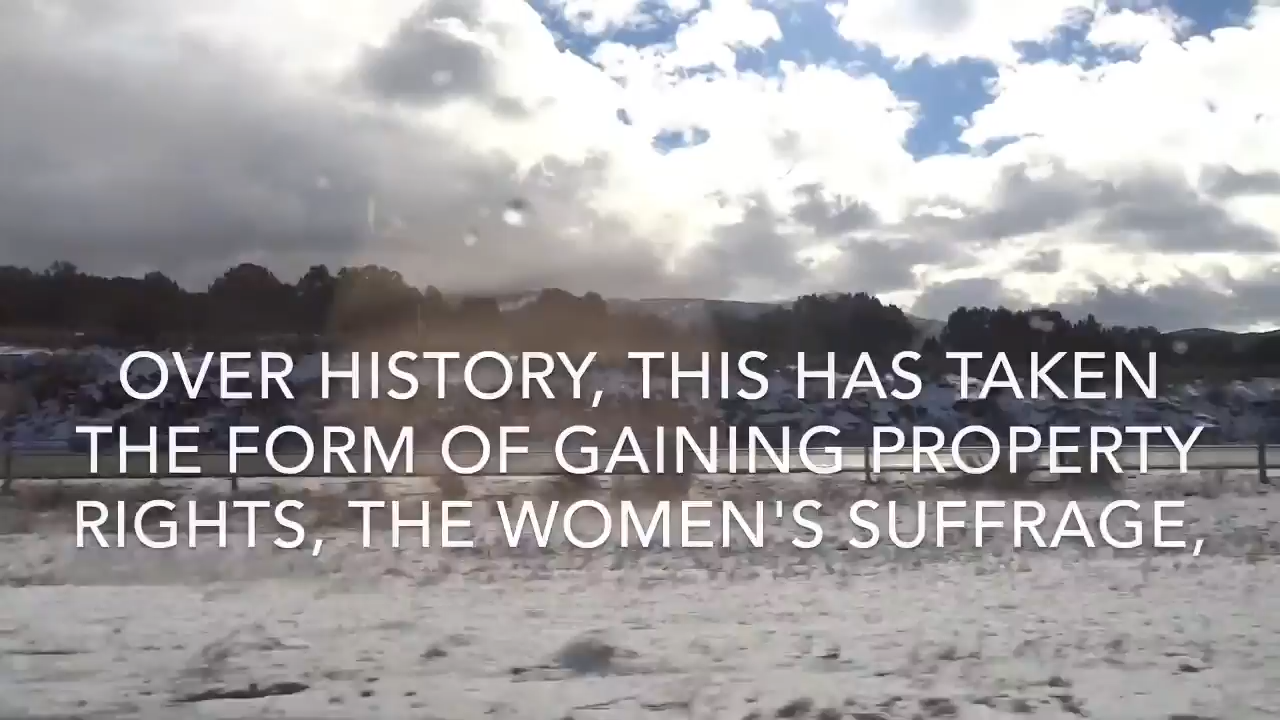 OVER HISTORY, THIS HAS TAKEN
THE FORM OF GAINING PROPERTY
RIGHTS, THE WOMEN'S SUFFRAGE,